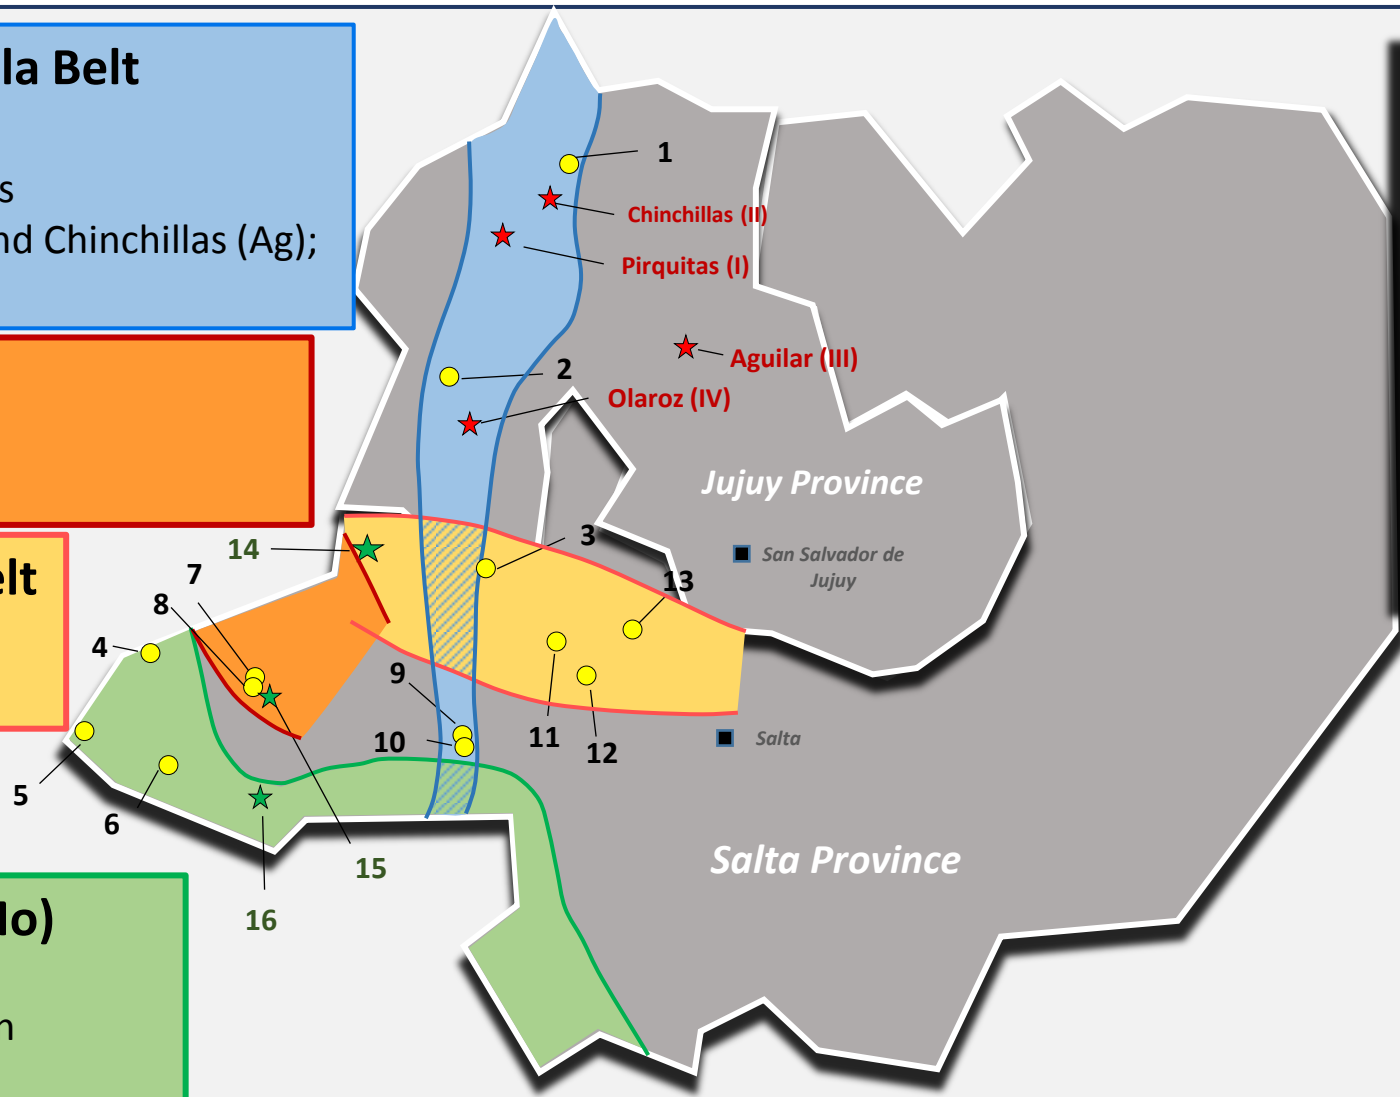 la Belt
s
nd Chinchillas (Ag);
elt
lo)
n
1
Chinchillas (II)
Pirquitas (I)
Aguilar (III)
2
Olaroz (IV)
Jujuy Province
San Salvador de
Jujuy
14
3
7
13
8
4
9
10
11
12
Salta
5
6
15
16
Salta Province